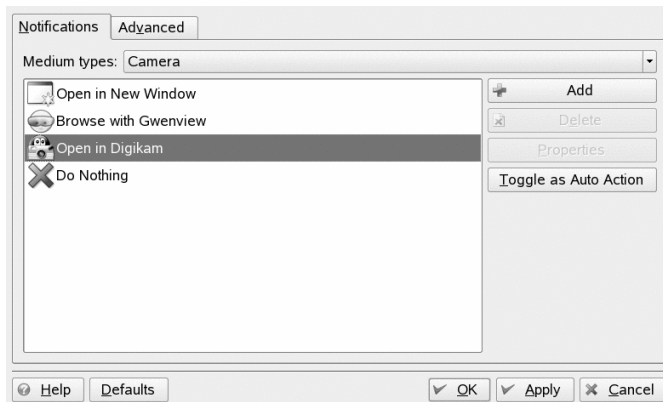 Notifications Advanced
Medium types: Camera
Open in New Window
Browse with Gwenview
Open in Digikam
Do Nothing
Add
Delete
Properties
Toggle as Auto Action
Help Defaults OK Apply Cancel